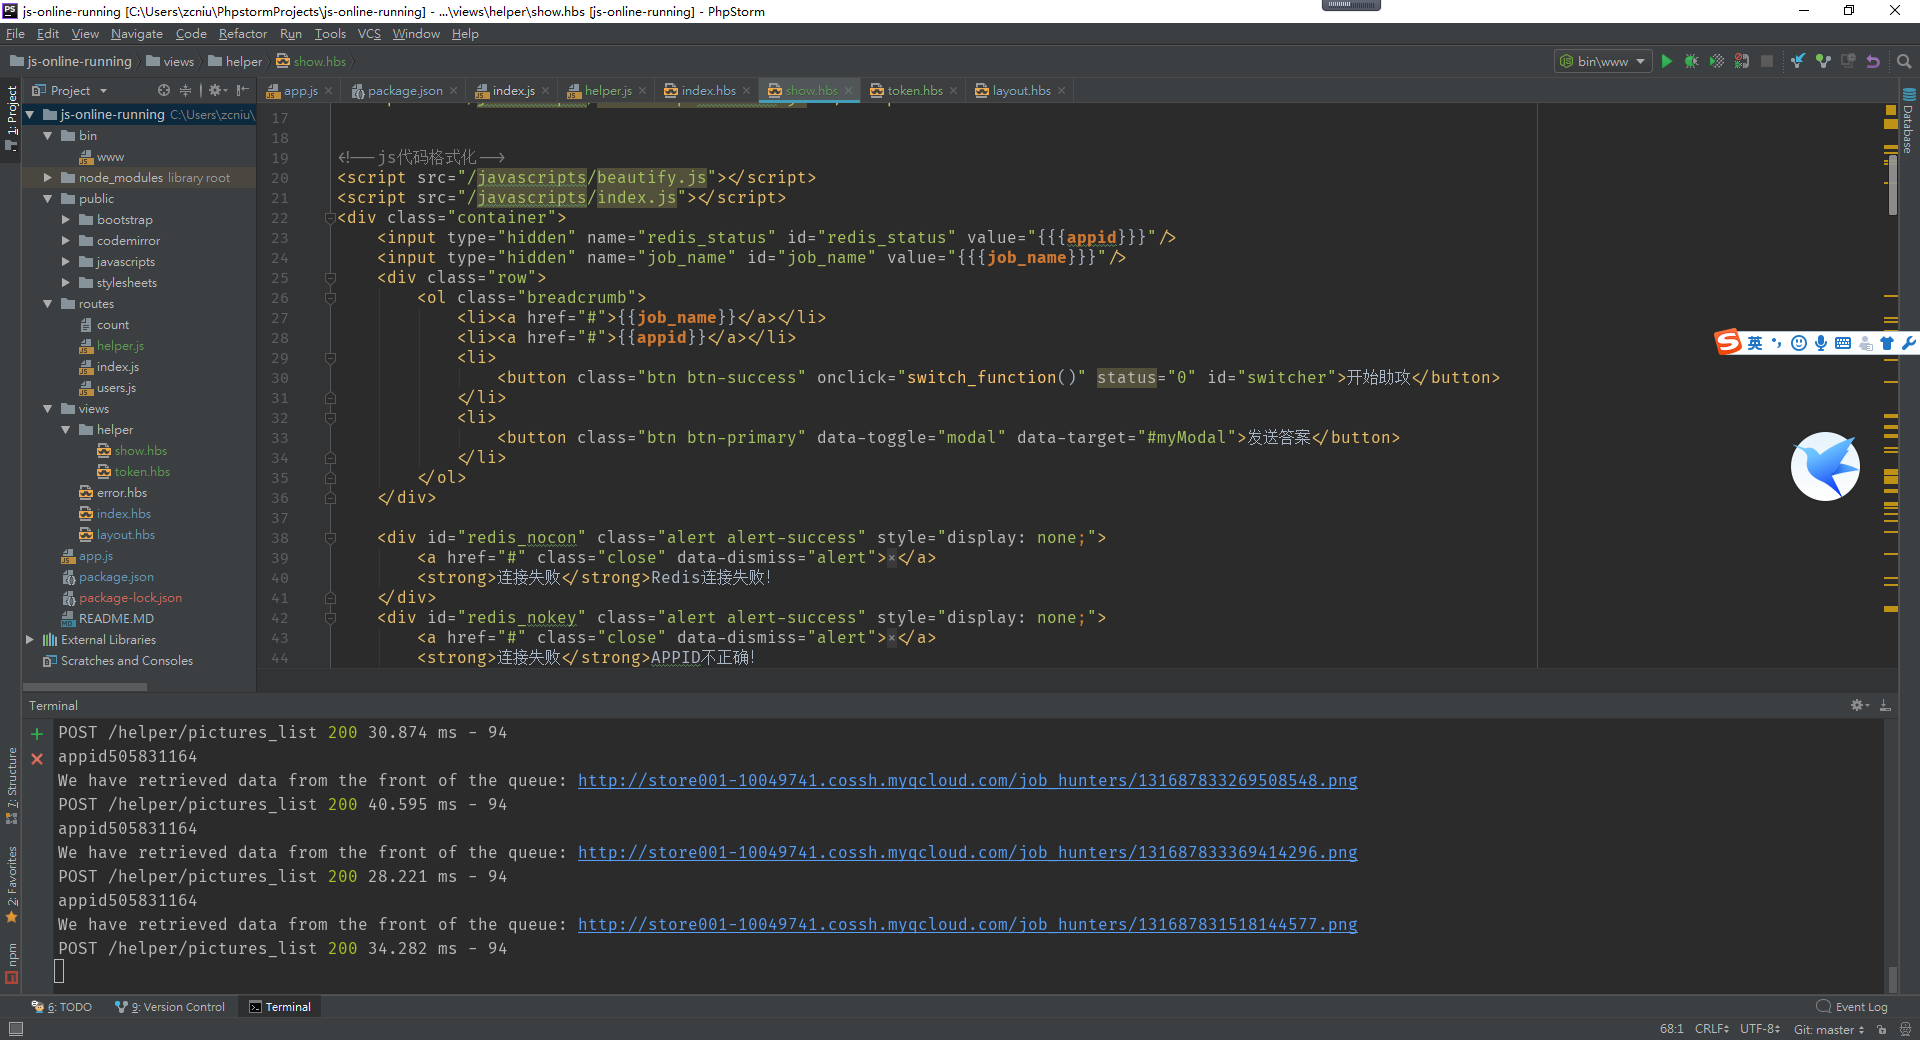 js-online-running [C:\Users\zcniu\PhpstormProjects\js-online-running] - ...\views\helper\show.hbs [js-online-running] - PhpStorm
File Edit View Navigate Code Refactor Run Tools VCS Window Help
js-online-running views helper show.hbs
bin\www
Project
app.js package.json index.js helper.js index.hbs show.hbs token.hbs layout.hbs
1: Project
Database
js-online-running C:\Users\zcniu\
bin
www
node_modules library root
public
bootstrap
codemirror
javascripts
stylesheets
routes
count
helper.js
index.js
users.js
views
helper
show.hbs
token.hbs
error.hbs
index.hbs
layout.hbs
app.js
package.json
package-lock.json
README.MD
External Libraries
Scratches and Consoles
17
18
19 <!--js代码格式化-->
20 <script src="/javascripts/beautify.js"></script>
21 <script src="/javascripts/index.js"></script>
22 <div class="container">
23 <input type="hidden" name="redis_status" id="redis_status" value="{{{appid}}}"/>
24 <input type="hidden" name="job_name" id="job_name" value="{{{job_name}}}"/>
25 <div class="row">
26 <ol class="breadcrumb">
27 <li><a href="#">{{job_name}}</a></li>
28 <li><a href="#">{{appid}}</a></li>
29 <li>
30 <button class="btn btn-success" onclick="switch_function()" status="0" id="switcher">开始助攻</button>
31 </li>
32 <li>
33 <button class="btn btn-primary" data-toggle="modal" data-target="#myModal">发送答案</button>
34 </li>
35 </ol>
36 </div>
37
38 <div id="redis_nocon" class="alert alert-success" style="display: none;">
39 <a href="#" class="close" data-dismiss="alert">×</a>
40 <strong>连接失败</strong>Redis连接失败！
41 </div>
42 <div id="redis_nokey" class="alert alert-success" style="display: none;">
43 <a href="#" class="close" data-dismiss="alert">×</a>
44 <strong>连接失败</strong>APPID不正确！
英
Terminal
POST /helper/pictures_list 200 30.874 ms - 94
appid505831164
We have retrieved data from the front of the queue: http://store001-10049741.cossh.myqcloud.com/job_hunters/131687833269508548.png
POST /helper/pictures_list 200 40.595 ms - 94
appid505831164
We have retrieved data from the front of the queue: http://store001-10049741.cossh.myqcloud.com/job_hunters/131687833369414296.png
POST /helper/pictures_list 200 28.221 ms - 94
appid505831164
We have retrieved data from the front of the queue: http://store001-10049741.cossh.myqcloud.com/job_hunters/131687831518144577.png
POST /helper/pictures_list 200 34.282 ms - 94
7: Structure
2: Favorites
npm
6: TODO 9: Version Control Terminal Event Log
68:1 CRLF UTF-8 Git: master